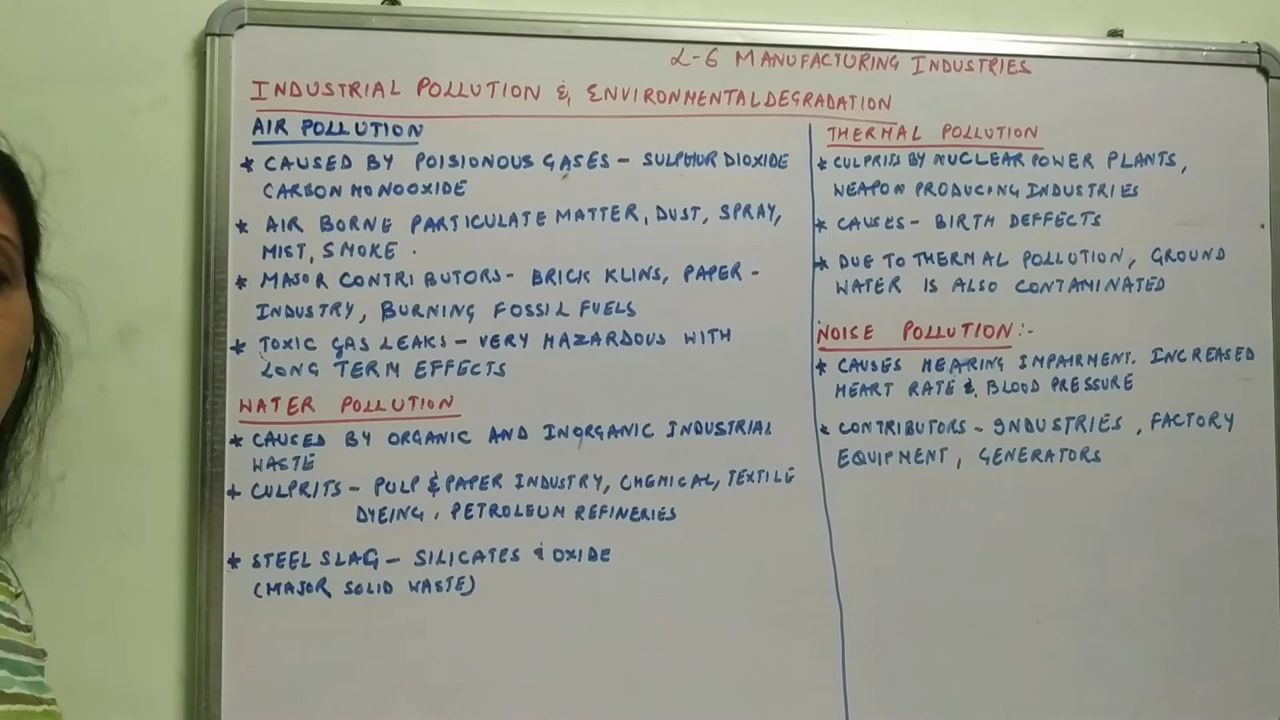 L-6 MANUFACTURING INDUSTRIES
INDUSTRIAL POLLUTION & ENVIRONMENTAL DEGRADATION
AIR POLLUTION
* CAUSED BY POISIONOUS GASES - SULPHUR DIOXIDE
CARBON MONOOXIDE
* AIR BORNE PARTICULATE MATTER, DUST, SPRAY,
MIST, SMOKE.
* MAJOR CONTRIBUTORS - BRICK KLINS, PAPER -
INDUSTRY, BURNING FOSSIL FUELS
* TOXIC GAS LEAKS - VERY HAZARDOUS WITH
LONG TERM EFFECTS
WATER POLLUTION
* CAUSED BY ORGANIC AND INORGANIC INDUSTRIAL
WASTE
* CULPRITS - PULP & PAPER INDUSTRY, CHEMICAL, TEXTILE
DYEING, PETROLEUM REFINERIES
* STEEL SLAG - SILICATES & OXIDE
(MAJOR SOLID WASTE)
THERMAL POLLUTION
* CULPRITS BY NUCLEAR POWER PLANTS,
WEAPON PRODUCING INDUSTRIES
* CAUSES - BIRTH DEFFECTS
* DUE TO THERMAL POLLUTION, GROUND
WATER IS ALSO CONTAMINATED
NOISE POLLUTION :-
* CAUSES HEARING IMPAIRMENT. INCREASED
HEART RATE & BLOOD PRESSURE
* CONTRIBUTORS - INDUSTRIES, FACTORY
EQUIPMENT, GENERATORS